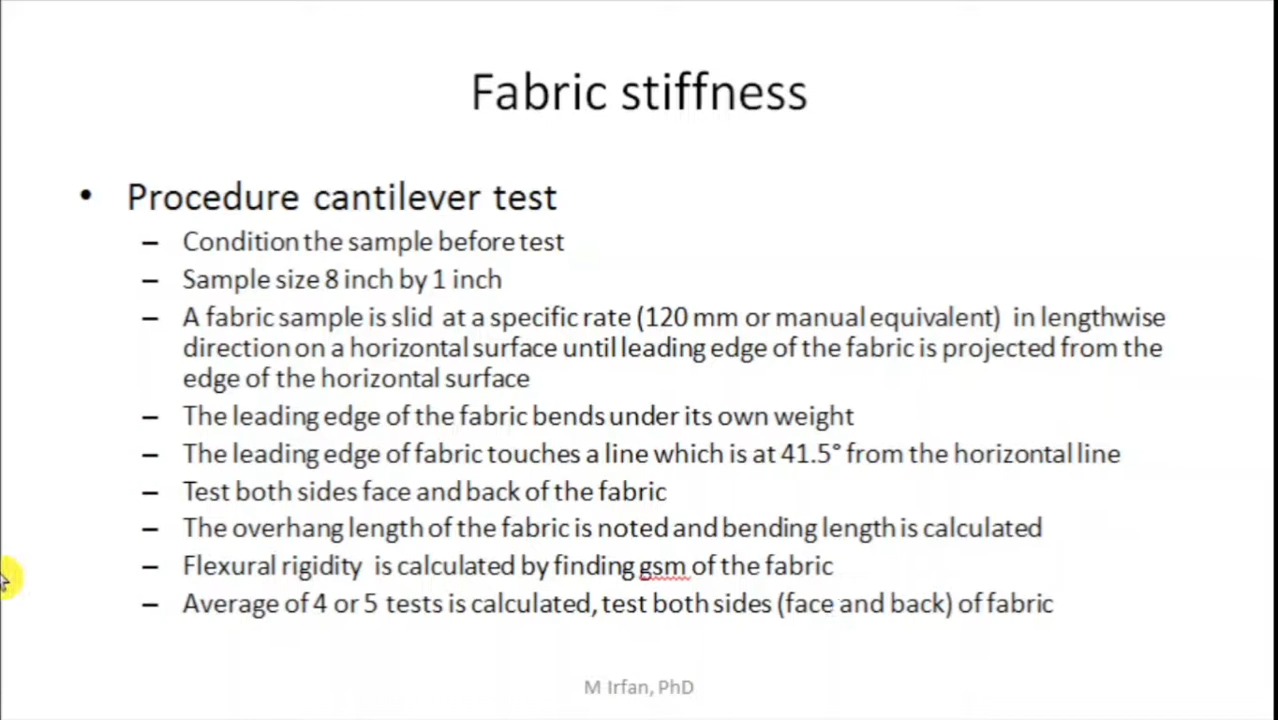 Fabric stiffness
• Procedure cantilever test
– Condition the sample before test
– Sample size 8 inch by 1 inch
– A fabric sample is slid at a specific rate (120 mm or manual equivalent) in lengthwise
direction on a horizontal surface until leading edge of the fabric is projected from the
edge of the horizontal surface
– The leading edge of the fabric bends under its own weight
– The leading edge of fabric touches a line which is at 41.5° from the horizontal line
– Test both sides face and back of the fabric
– The overhang length of the fabric is noted and bending length is calculated
– Flexural rigidity is calculated by finding gsm of the fabric
– Average of 4 or 5 tests is calculated, test both sides (face and back) of fabric
M Irfan, PhD